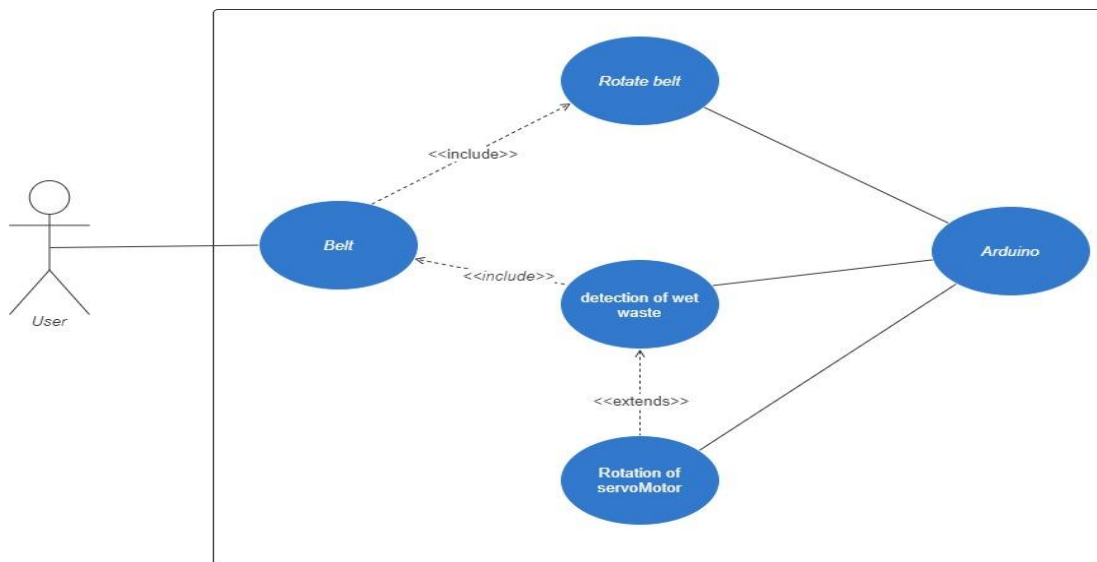 Rotate belt
<<include>>
Belt
Arduino
<<include>>
detection of wet
waste
User
<<extends>>
Rotation of
servoMotor